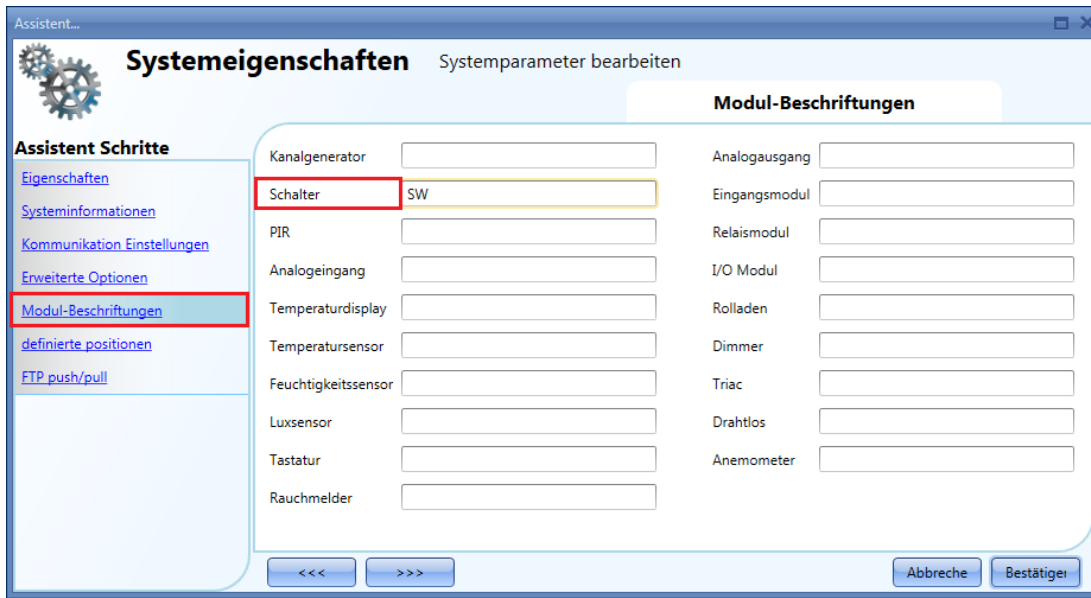 Assistent...
Systemeigenschaften Systemparameter bearbeiten
Modul-Beschriftungen
Assistent Schritte
Eigenschaften
Systeminformationen
Kommunikation Einstellungen
Erweiterte Optionen
Modul-Beschriftungen
definierte positionen
FTP push/pull
Kanalgenerator
Schalter SW
PIR
Analogeingang
Temperaturdisplay
Temperatursensor
Feuchtigkeitssensor
Luxsensor
Tastatur
Rauchmelder
Analogausgang
Eingangsmodul
Relaismodul
I/O Modul
Rolladen
Dimmer
Triac
Drahtlos
Anemometer
<<< >>> Abbreche Bestätiger